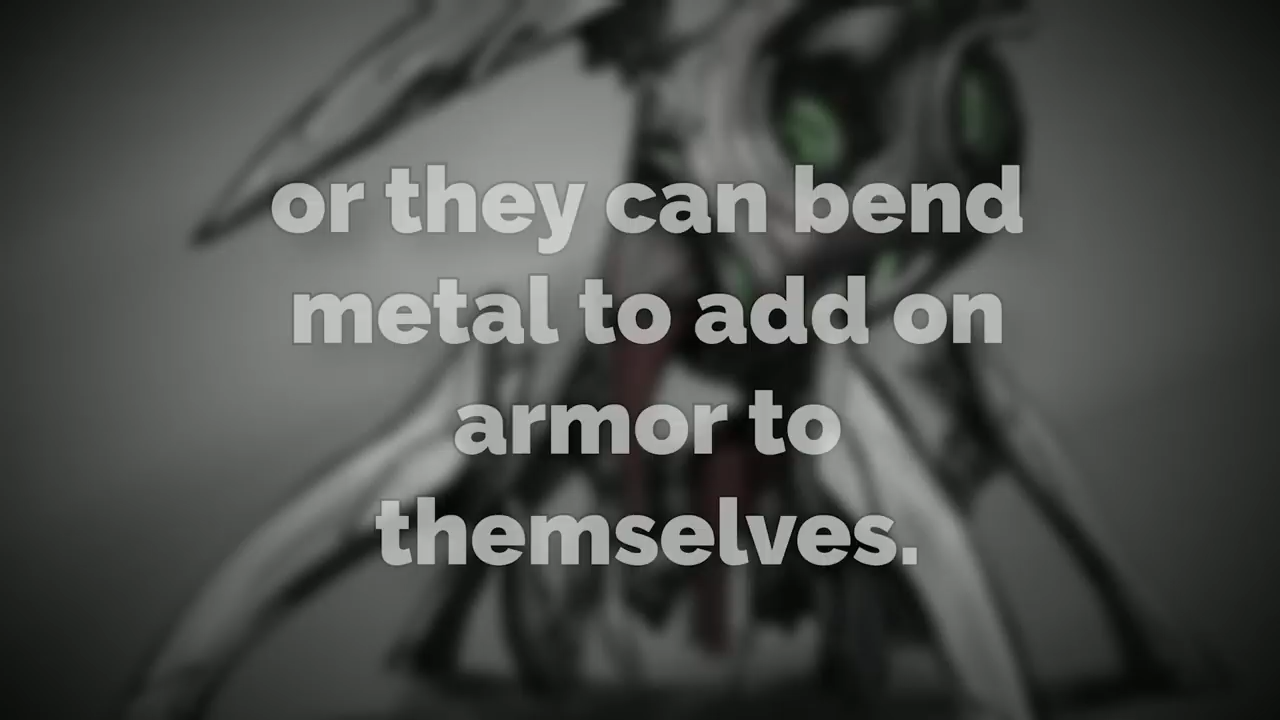 or they can bend
metal to add on
armor to
themselves.